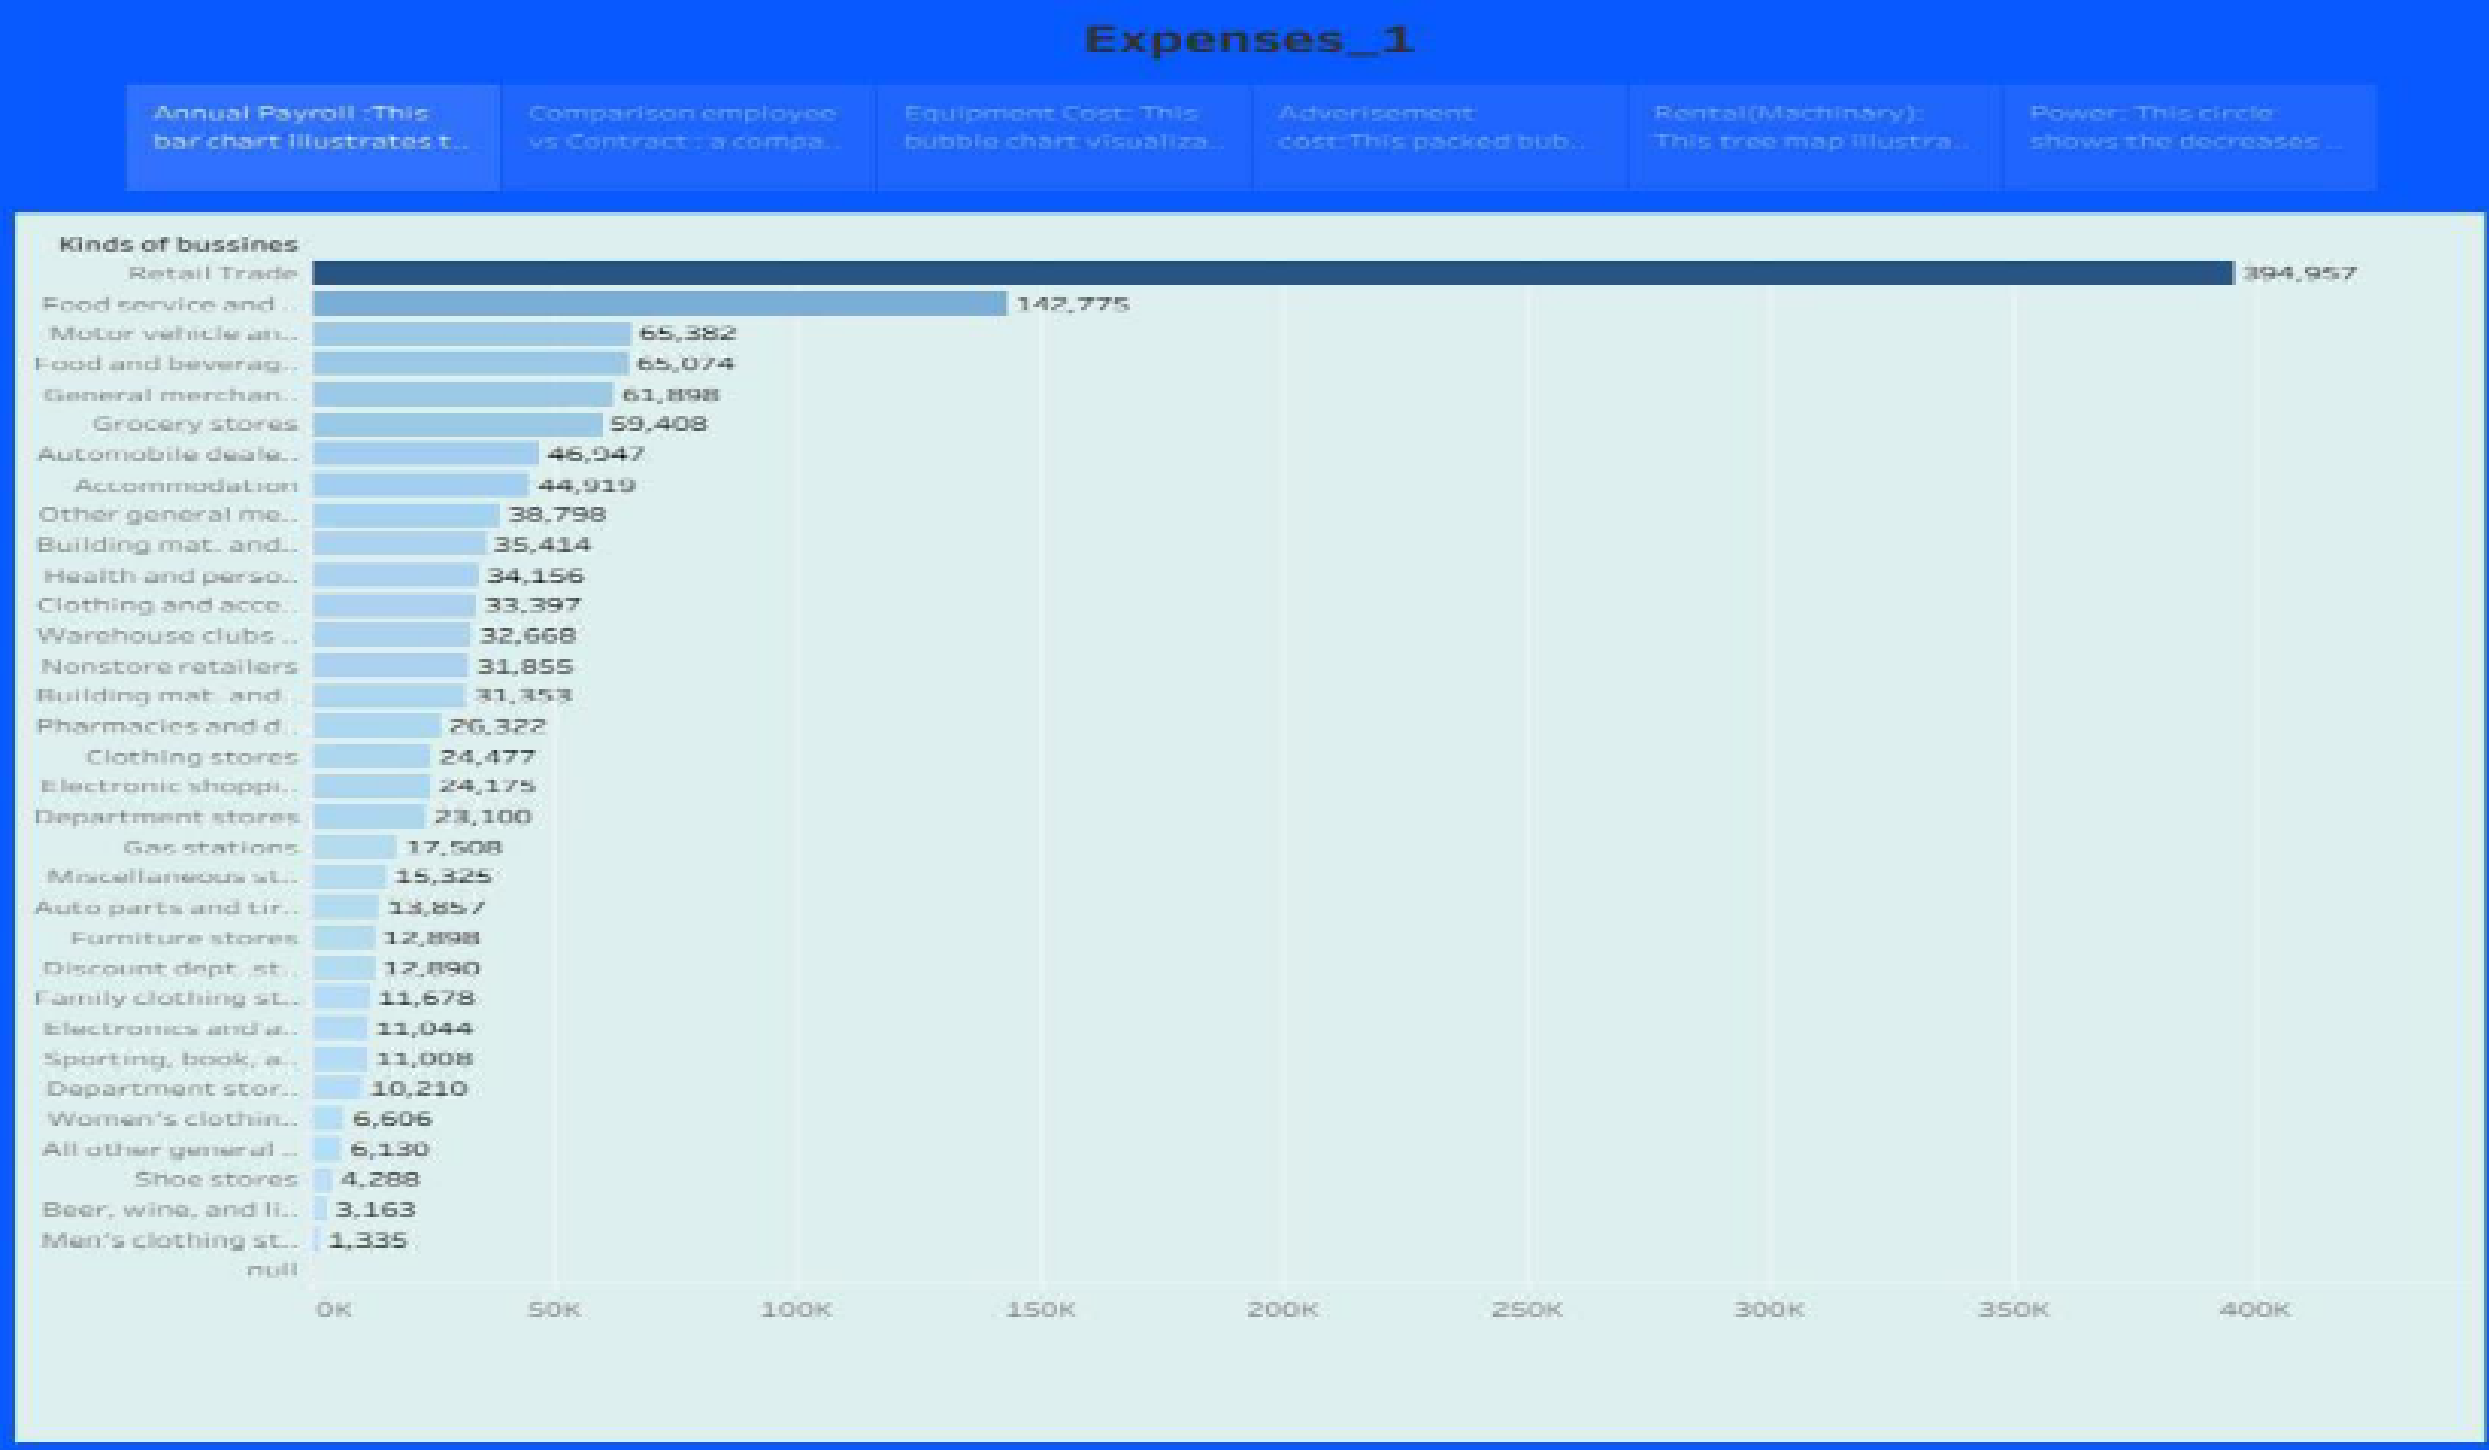 Expenses_1
Annual Payroll :This
bar chart illustrates t..
Comparison employee
vs Contract : a compa..
Equipment Cost: This
bubble chart visualiza..
Adverisement
cost:This packed bub..
Rental(Machinary):
This tree map illustra..
Power: This circle
shows the decreases ..
Kinds of bussines
Retail Trade 394,957
Food service and .. 142,775
Motor vehicle an.. 65,382
Food and beverag.. 65,074
General merchan.. 61,898
Grocery stores 59,408
Automobile deale.. 46,947
Accommodation 44,919
Other general me.. 38,798
Building mat. and.. 35,414
Health and perso.. 34,156
Clothing and acce.. 33,397
Warehouse clubs .. 32,668
Nonstore retailers 31,855
Building mat. and.. 31,353
Pharmacies and d.. 26,322
Clothing stores 24,477
Electronic shoppi.. 24,175
Department stores 23,100
Gas stations 17,508
Miscellaneous st.. 15,325
Auto parts and tir.. 13,857
Furniture stores 12,898
Discount dept. st.. 12,890
Family clothing st.. 11,678
Electronics and a.. 11,044
Sporting, book, a.. 11,008
Department stor.. 10,210
Women's clothin.. 6,606
All other general .. 6,130
Shoe stores 4,288
Beer, wine, and li.. 3,163
Men's clothing st.. 1,335
null
0K 50K 100K 150K 200K 250K 300K 350K 400K